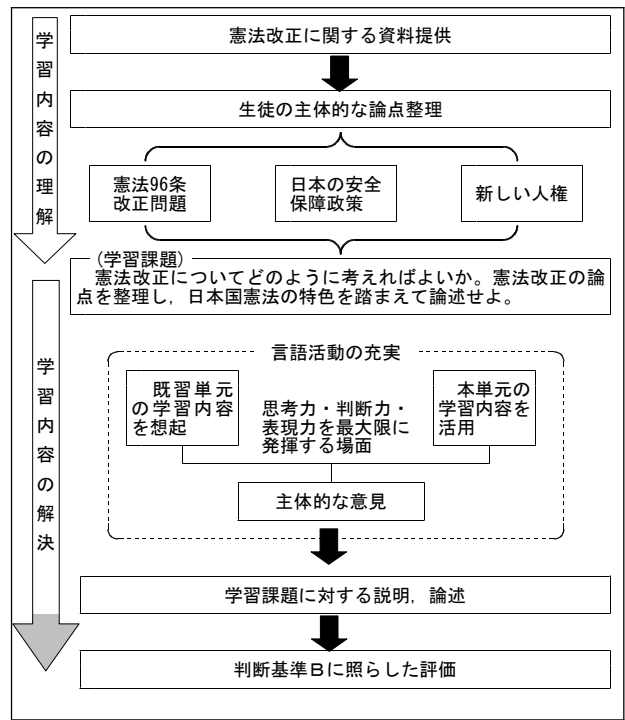 学習内容の理解
憲法改正に関する資料提供
生徒の主体的な論点整理
憲法96条
改正問題
日本の安全
保障政策
新しい人権
(学習課題)
憲法改正についてどのように考えればよいか。憲法改正の論
点を整理し，日本国憲法の特色を踏まえて論述せよ。
学習内容の解決
言語活動の充実
既習単元
の学習内容
を想起
思考力・判断力・
表現力を最大限に
発揮する場面
本単元の
学習内容を
活用
主体的な意見
学習課題に対する説明，論述
判断基準Ｂに照らした評価